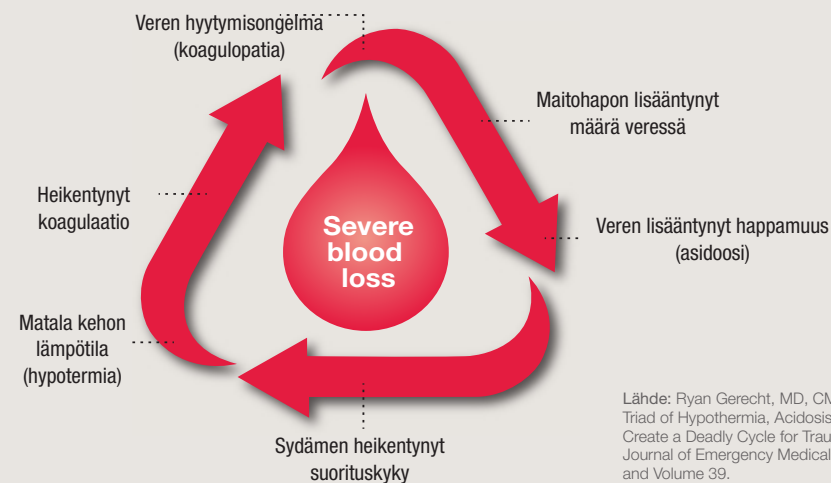 Veren hyytymisongelma
(koagulopatia)
Maitohapon lisääntynyt
määrä veressä
Heikentynyt
koagulaatio
Severe
blood
loss
Veren lisääntynyt happamuus
(asidoosi)
Matala kehon
lämpötila
(hypotermia)
Sydämen heikentynyt
suorituskyky
Lähde: Ryan Gerecht, MD, CM
Triad of Hypothermia, Acidosis
Create a Deadly Cycle for Trau
Journal of Emergency Medical
and Volume 39.